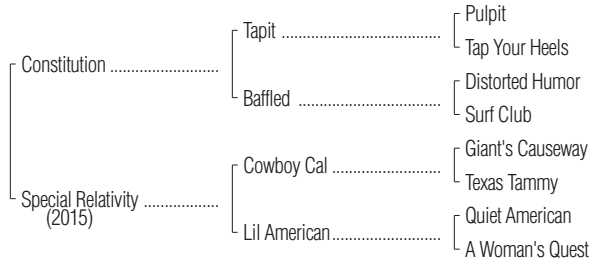 Pulpit
Tapit ........................................
Tap Your Heels
Constitution ...........................
Distorted Humor
Baffled ....................................
Surf Club
Giant's Causeway
Cowboy Cal ...........................
Texas Tammy
Special Relativity ..................
(2015)
Quiet American
Lil American ...........................
A Woman's Quest